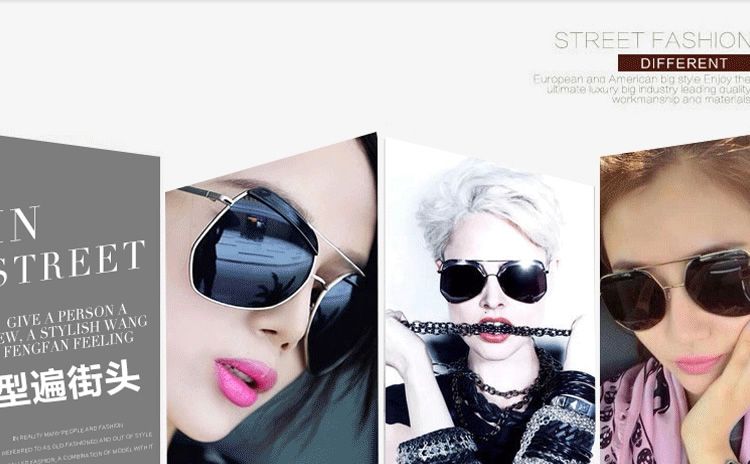 STREET FASHION
DIFFERENT
European and American big style Enjoy the
ultimate luxury big industry leading quality
workmanship and materials
IN
STREET
GIVE A PERSON A
EW, A STYLISH WANG
FENGFAN FEELING
型遍街头
IN REALITY MANY PEOPLE AND FASHION
REFERRED TO AS OLD-FASHIONED AND OUT OF STYLE
FASHION, A COMBINATION OF MODEL WITH IT